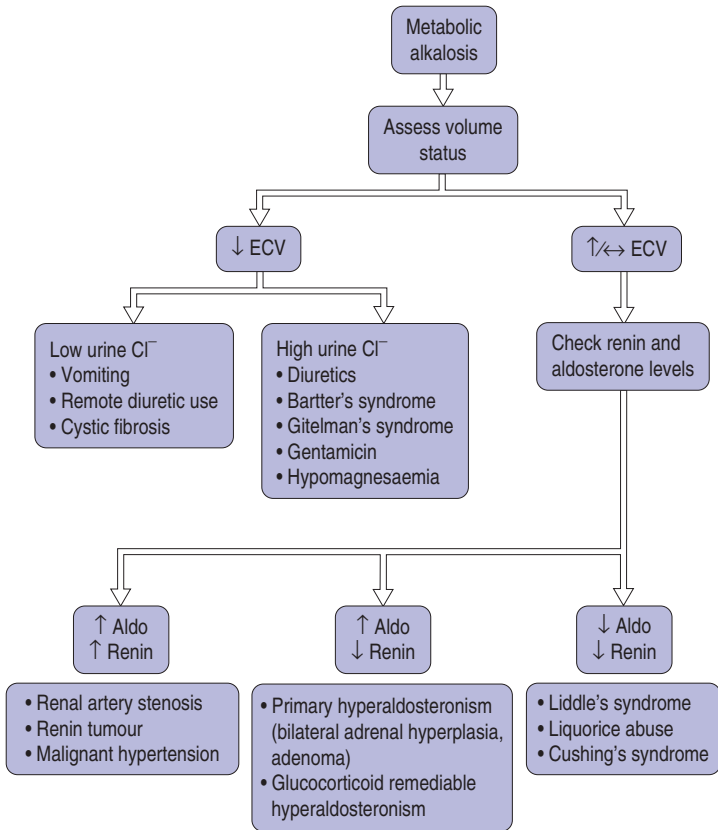 Metabolic
alkalosis
Assess volume
status
↓ ECV
↑/↔ ECV
Low urine Cl⁻
• Vomiting
• Remote diuretic use
• Cystic fibrosis
High urine Cl⁻
• Diuretics
• Bartter's syndrome
• Gitelman's syndrome
• Gentamicin
• Hypomagnesaemia
Check renin and
aldosterone levels
↑ Aldo
↑ Renin
↑ Aldo
↓ Renin
↓ Aldo
↓ Renin
• Renal artery stenosis
• Renin tumour
• Malignant hypertension
• Primary hyperaldosteronism
(bilateral adrenal hyperplasia,
adenoma)
• Glucocorticoid remediable
hyperaldosteronism
• Liddle's syndrome
• Liquorice abuse
• Cushing's syndrome